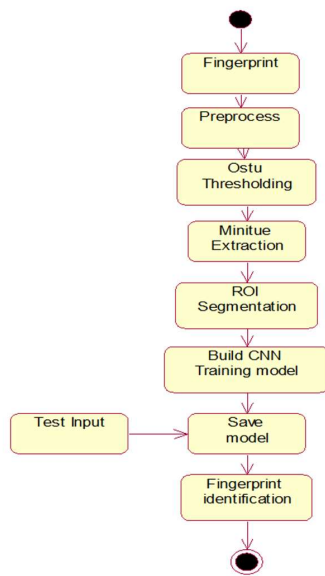 Fingerprint
Preprocess
Ostu
Thresholding
Minitue
Extraction
ROI
Segmentation
Build CNN
Training model
Test Input
Save
model
Fingerprint
identification